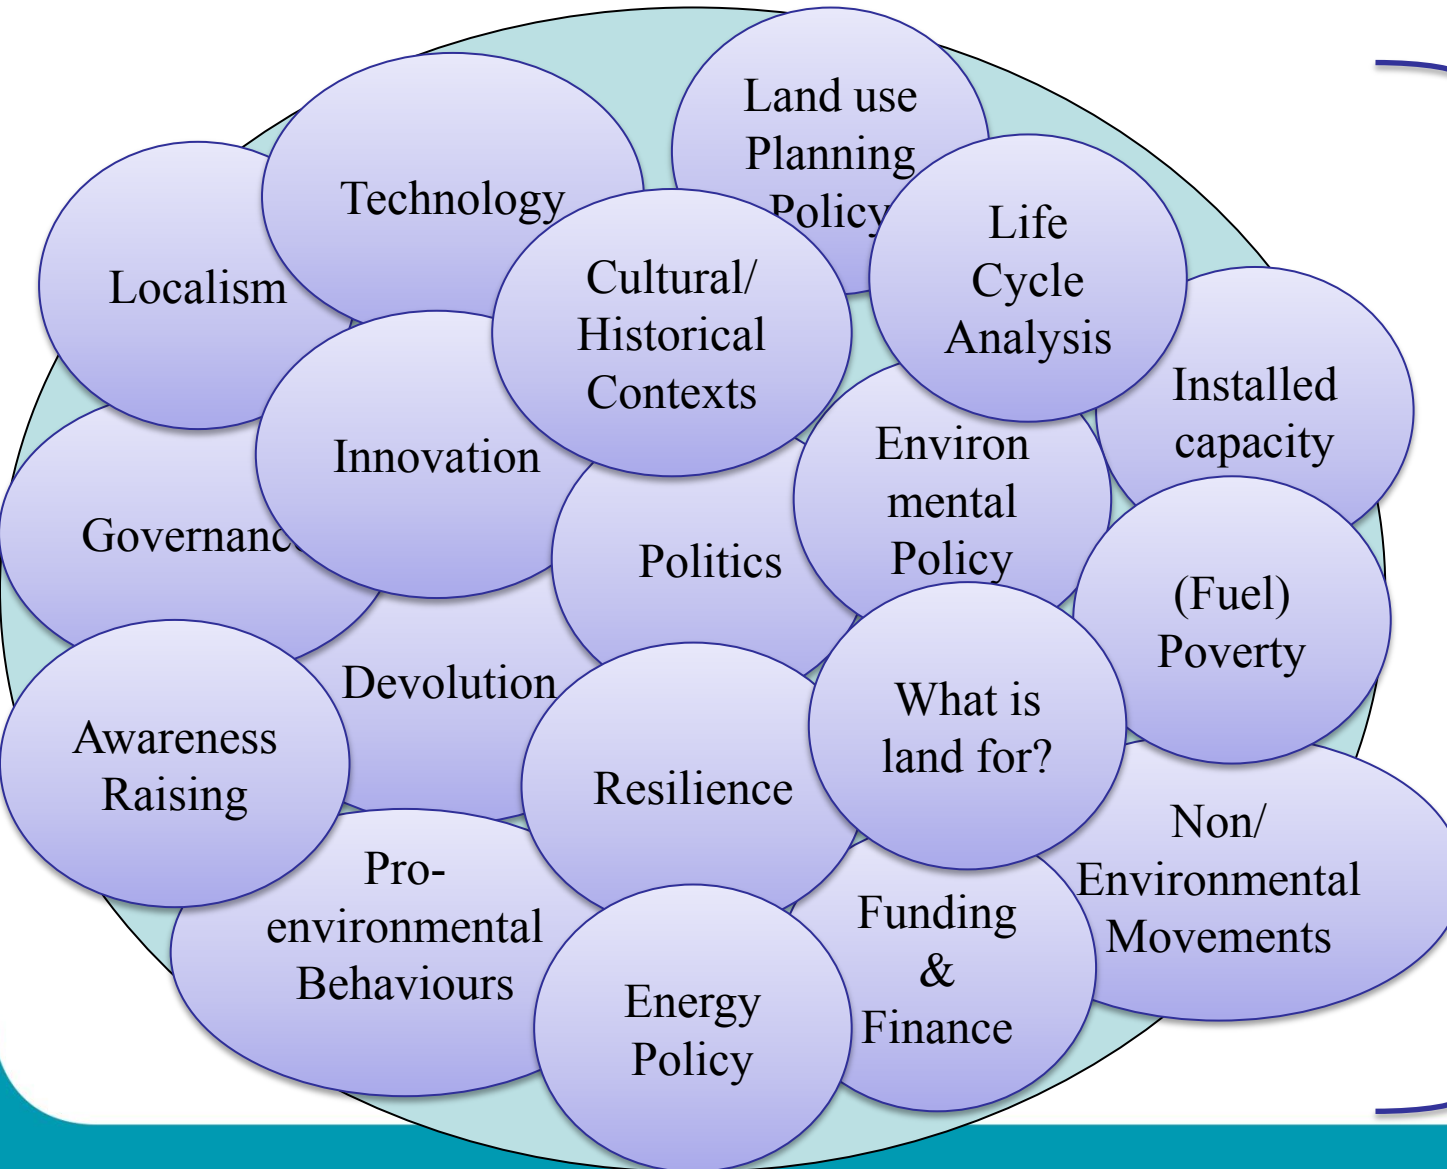 Land use
Planning
Policy
Technology
Life
Cycle
Analysis
Localism
Cultural/
Historical
Contexts
Installed
capacity
Innovation
Environ
mental
Policy
Governance
Politics
(Fuel)
Poverty
Devolution
What is
land for?
Awareness
Raising
Resilience
Non/
Environmental
Movements
Pro-
environmental
Behaviours
Funding
&
Finance
Energy
Policy